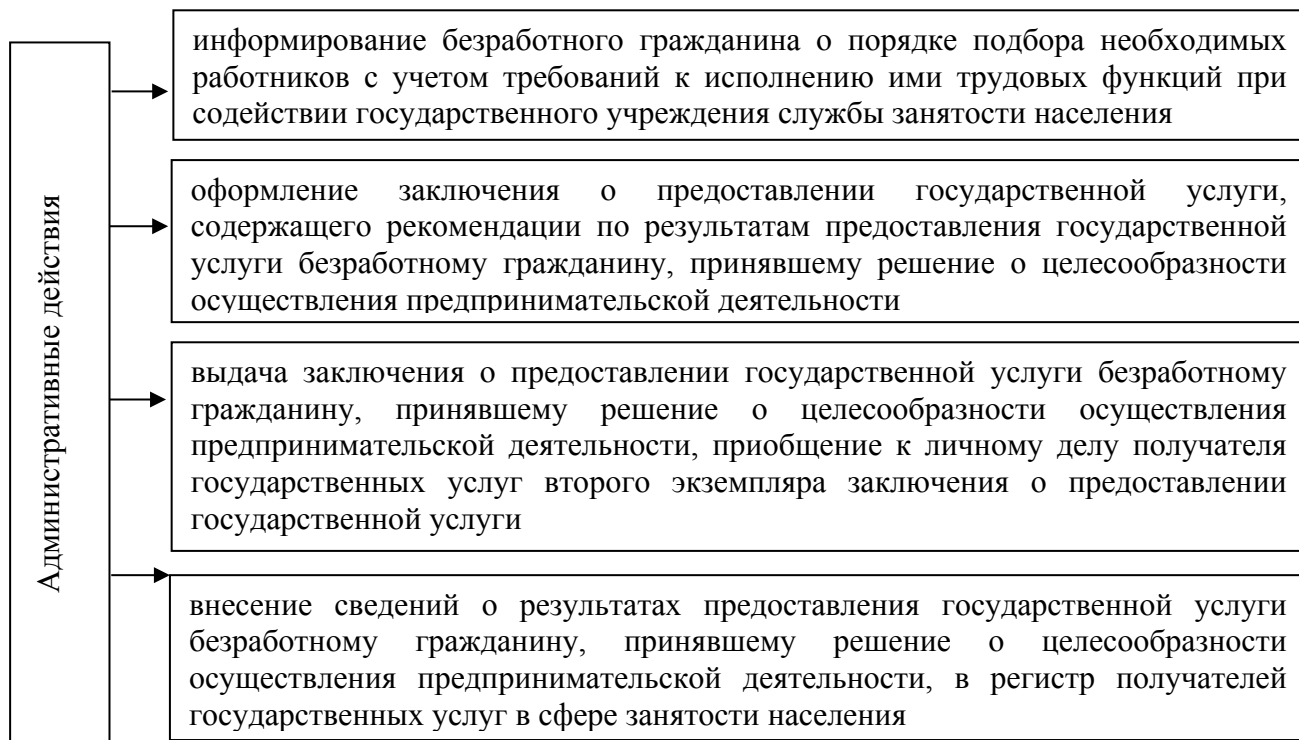 Административные действия
информирование безработного гражданина о порядке подбора необходимых
работников с учетом требований к исполнению ими трудовых функций при
содействии государственного учреждения службы занятости населения
оформление заключения о предоставлении государственной услуги,
содержащего рекомендации по результатам предоставления государственной
услуги безработному гражданину, принявшему решение о целесообразности
осуществления предпринимательской деятельности
выдача заключения о предоставлении государственной услуги безработному
гражданину, принявшему решение о целесообразности осуществления
предпринимательской деятельности, приобщение к личному делу получателя
государственных услуг второго экземпляра заключения о предоставлении
государственной услуги
внесение сведений о результатах предоставления государственной услуги
безработному гражданину, принявшему решение о целесообразности
осуществления предпринимательской деятельности, в регистр получателей
государственных услуг в сфере занятости населения